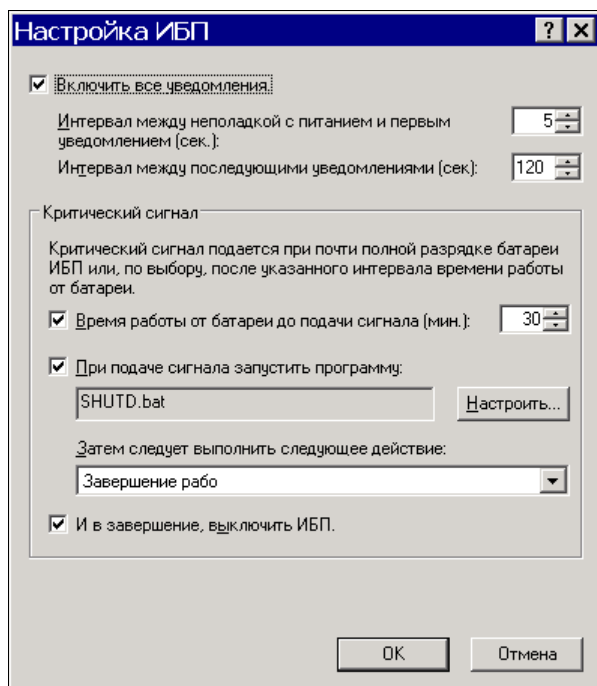 Настройка ИБП
Включить все уведомления.
Интервал между неполадкой с питанием и первым
уведомлением (сек.):
5
Интервал между последующими уведомлениями (сек):
120
Критический сигнал
Критический сигнал подается при почти полной разрядке батареи
ИБП или, по выбору, после указанного интервала времени работы
от батареи.
Время работы от батареи до подачи сигнала (мин.):
30
При подаче сигнала запустить программу:
SHUTD.bat
Настроить...
Затем следует выполнить следующее действие:
Завершение рабо
И в завершение, выключить ИБП.
OK
Отмена